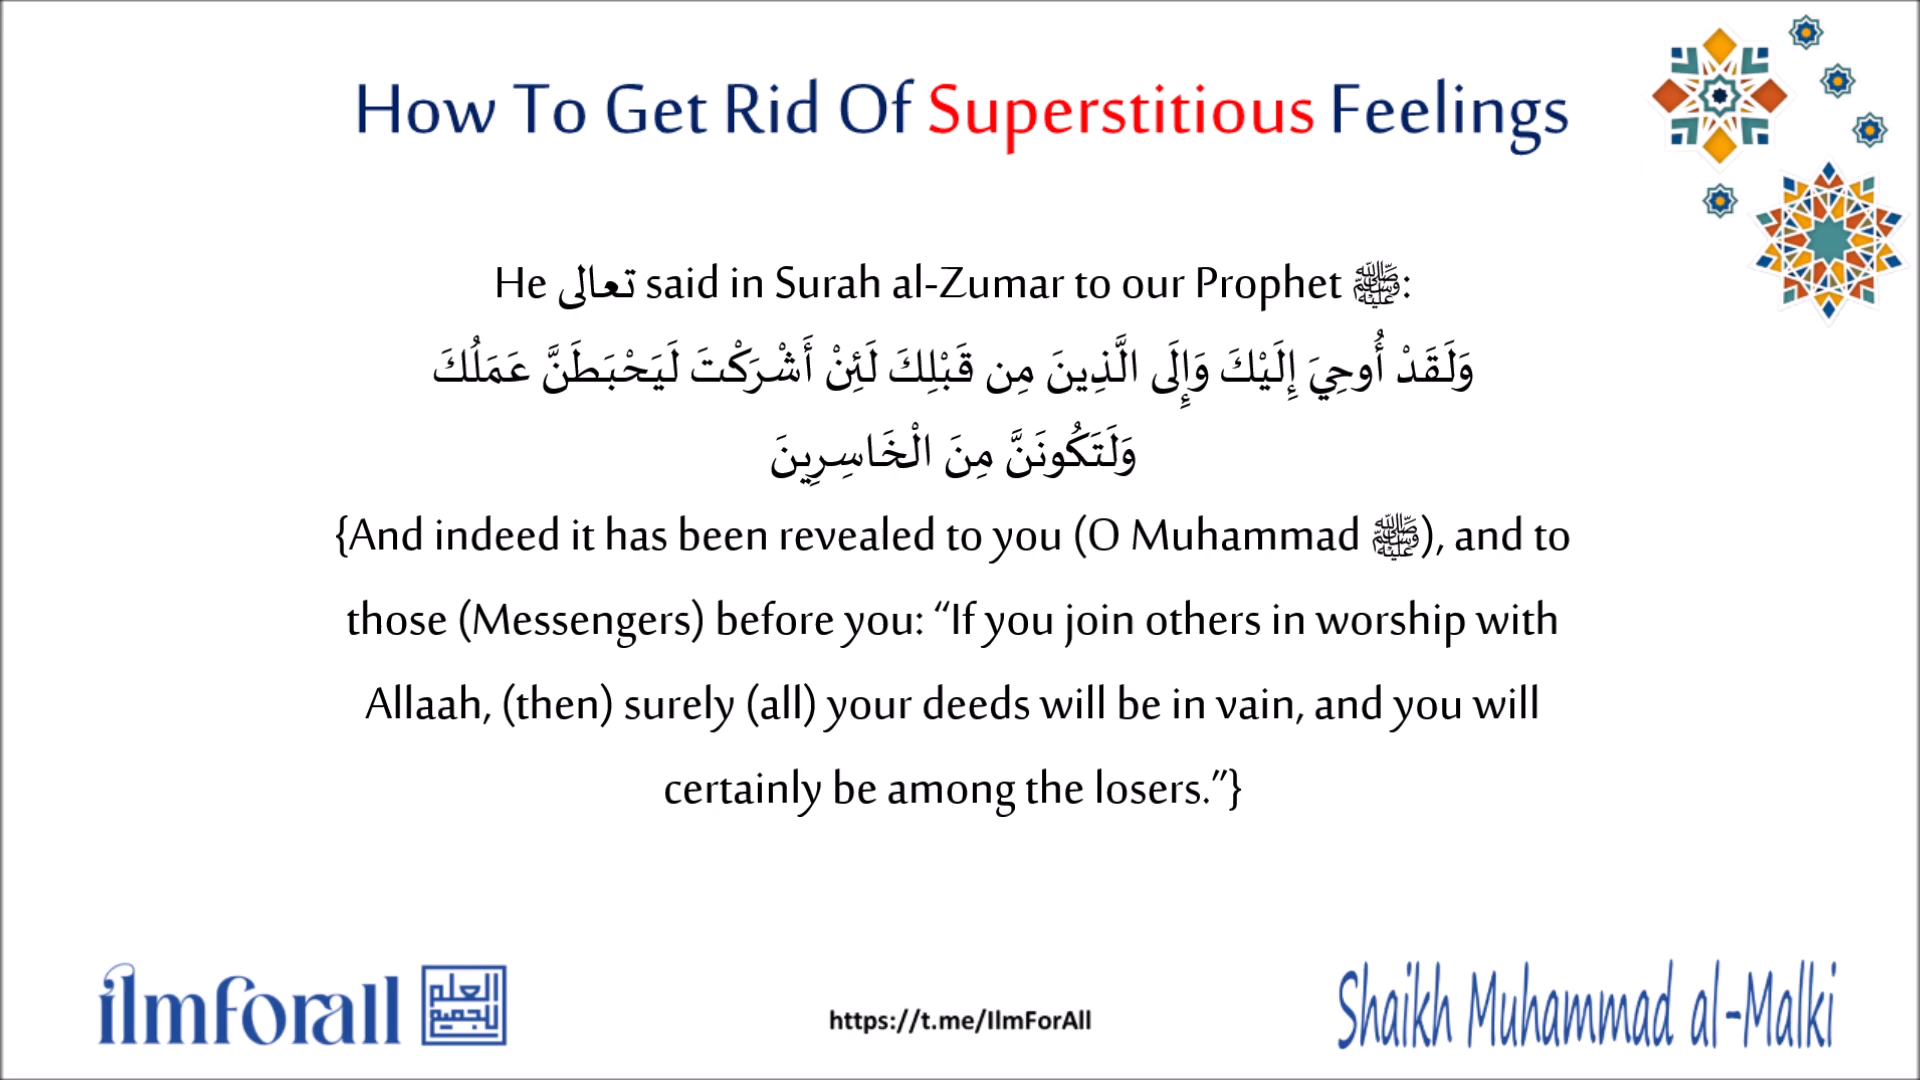 How To Get Rid Of Superstitious Feelings
He تعالى said in Surah al-Zumar to our Prophet ﷺ:
وَلَقَدْ أُوحِيَ إِلَيْكَ وَإِلَى الَّذِينَ مِن قَبْلِكَ لَئِنْ أَشْرَكْتَ لَيَحْبَطَنَّ عَمَلُكَ
وَلَتَكُونَنَّ مِنَ الْخَاسِرِينَ
{And indeed it has been revealed to you (O Muhammad ﷺ), and to
those (Messengers) before you: “If you join others in worship with
Allaah, (then) surely (all) your deeds will be in vain, and you will
certainly be among the losers.”}
ilmforall
العلم
للجميع
https://t.me/IlmForAll
Shaikh Muhammad al-Malki